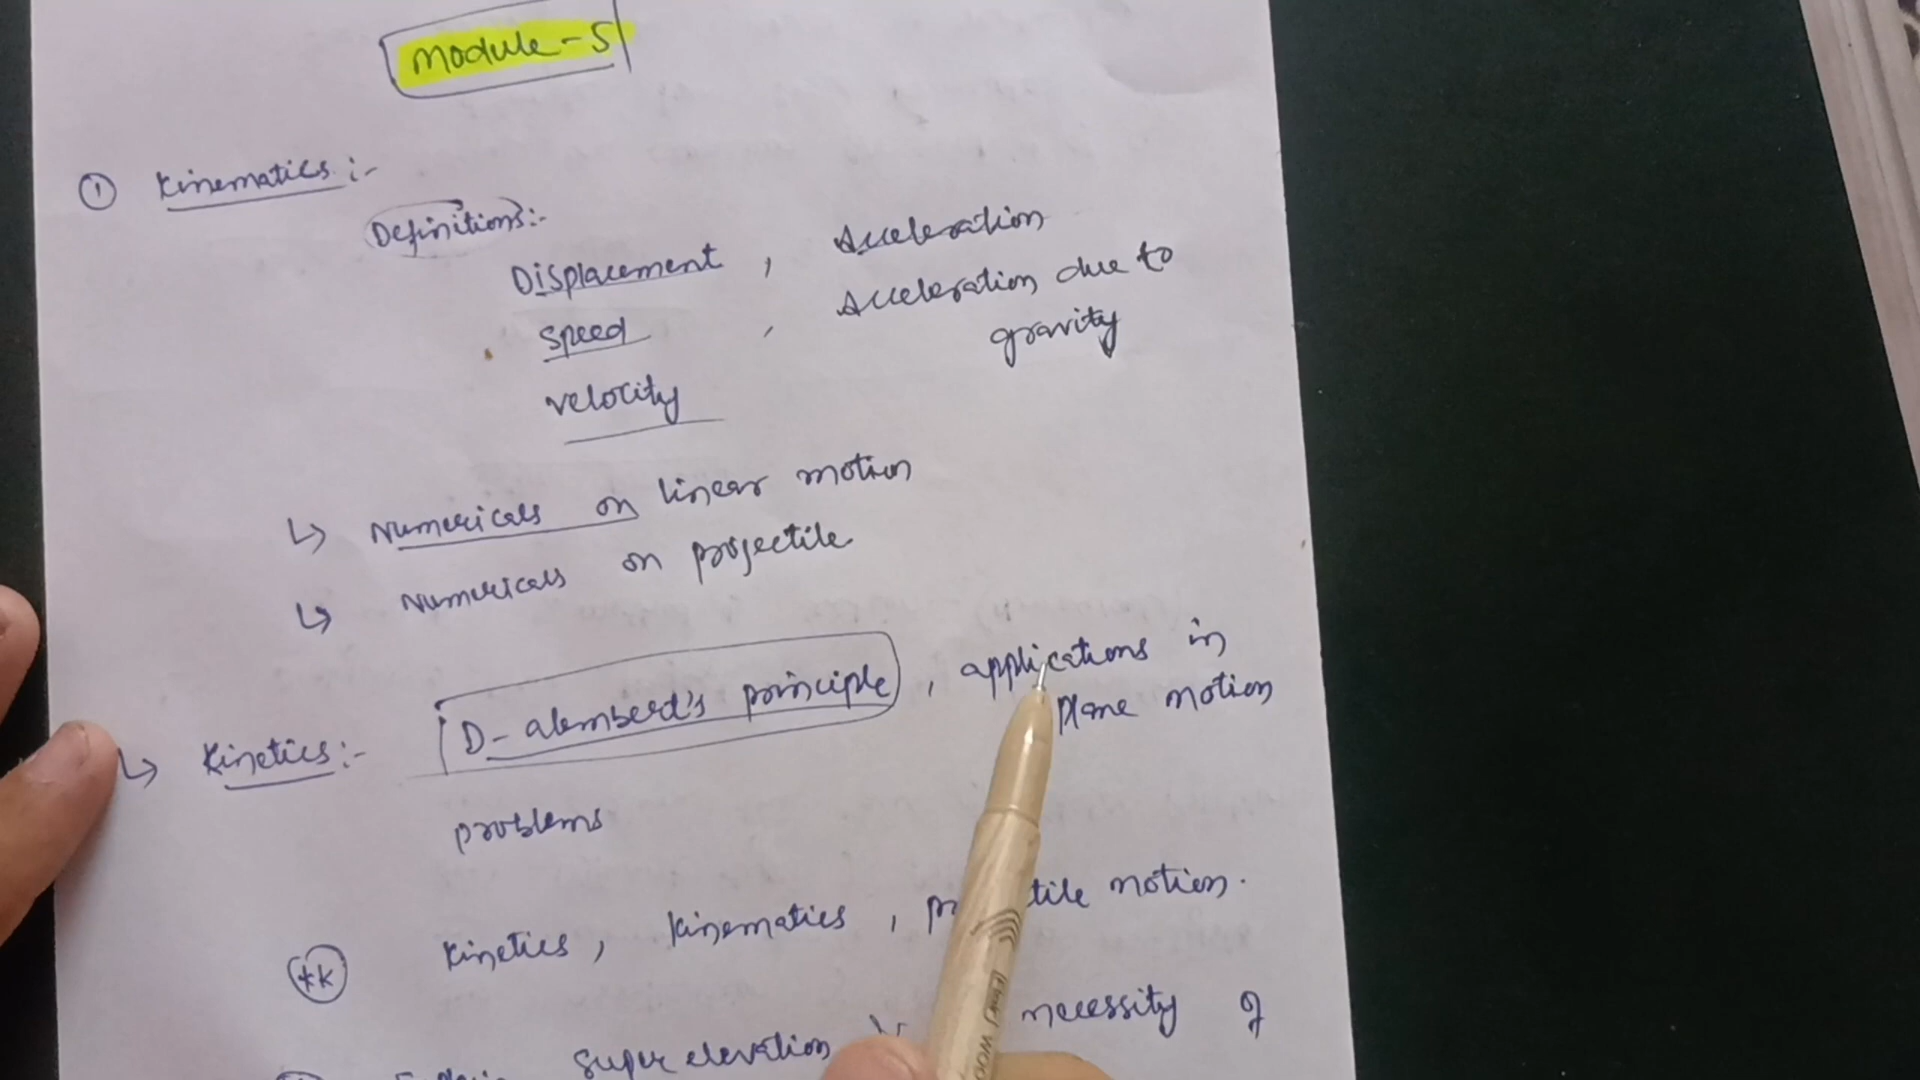 Module-5
① Kinematics :-
Definitions:-
Displacement , Acceleration
speed , Acceleration due to
gravity
velocity
↳ Numericals on linear motion
↳ Numericals on projectile
↳ Kinetics:- D-alemberd's principle , applications in
plane motion
problems
** Kinetics, kinematics, tile motion.
super elevation necessity of